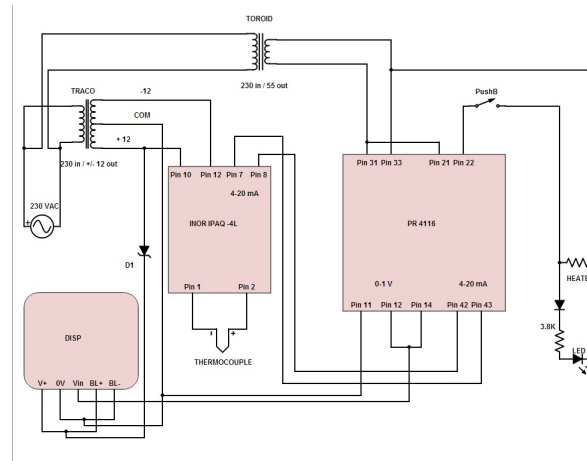 TOROID
230 in / 55 out
TRACO
-12
COM
+ 12
230 in / +/- 12 out
PushB
Pin 10 Pin 12 Pin 7 Pin 8
4-20 mA
INOR IPAQ -4L
Pin 1 Pin 2
- +
THERMOCOUPLE
Pin 31 Pin 33 Pin 21 Pin 22
PR 4116
0-1 V 4-20 mA
Pin 11 Pin 12 Pin 14 Pin 42 Pin 43
230 VAC
+
D1
DISP
V+ 0V Vin BL+ BL-
HEATE
3.8K
LED